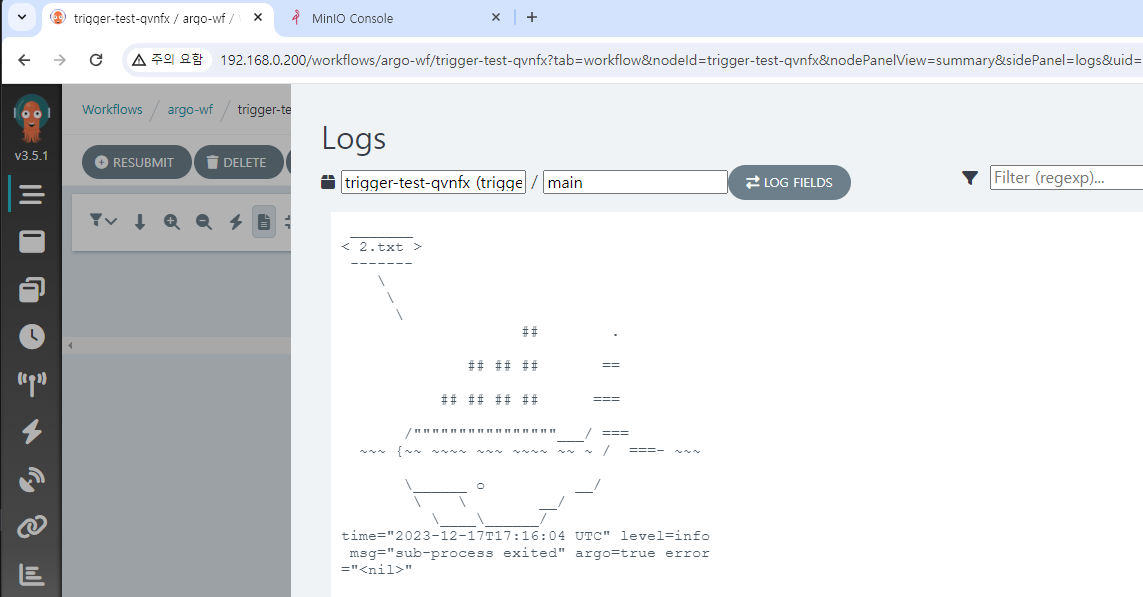 trigger-test-qvnfx / argo-wf /
MinIO Console
주의 요함
192.168.0.200/workflows/argo-wf/trigger-test-qvnfx?tab=workflow&nodeId=trigger-test-qvnfx&nodePanelView=summary&sidePanel=logs&uid=
v3.5.1
Workflows / argo-wf / trigger-te
RESUBMIT DELETE
Logs
trigger-test-qvnfx (trigge / main LOG FIELDS Filter (regexp)...
 _______
< 2.txt >
 -------
    \
     \
      \
                    ##        .
              ## ## ##       ==
           ## ## ## ##      ===
       /""""""""""""""""___/ ===
  ~~~ {~~ ~~~~ ~~~ ~~~~ ~~ ~ /  ===- ~~~
       \______ o          __/
        \    \        __/
          \____\______/
time="2023-12-17T17:16:04 UTC" level=info
 msg="sub-process exited" argo=true error
="<nil>"